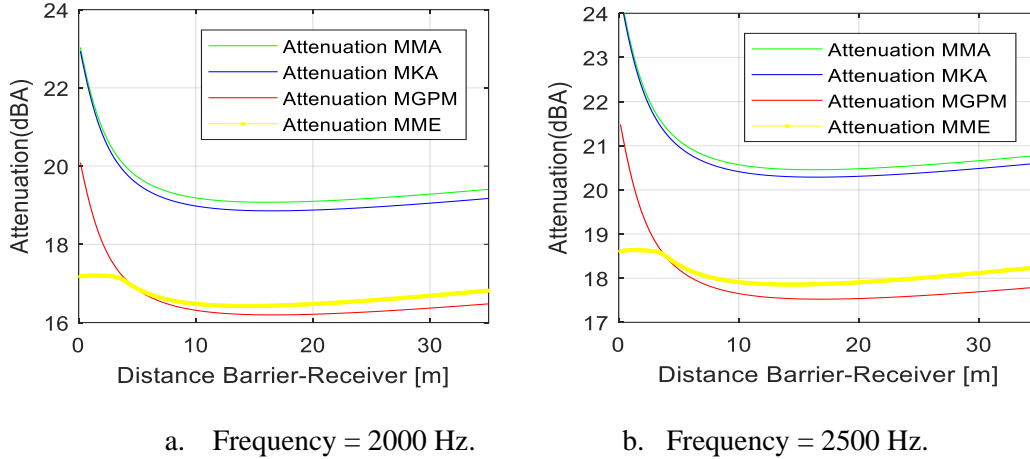 24
22
20
18
16
Attenuation(dBA)
Attenuation MMA
Attenuation MKA
Attenuation MGPM
Attenuation MME
0 10 20 30
Distance Barrier-Receiver [m]
a. Frequency = 2000 Hz.
24
23
22
21
20
19
18
17
Attenuation(dBA)
Attenuation MMA
Attenuation MKA
Attenuation MGPM
Attenuation MME
0 10 20 30
Distance Barrier-Receiver [m]
b. Frequency = 2500 Hz.